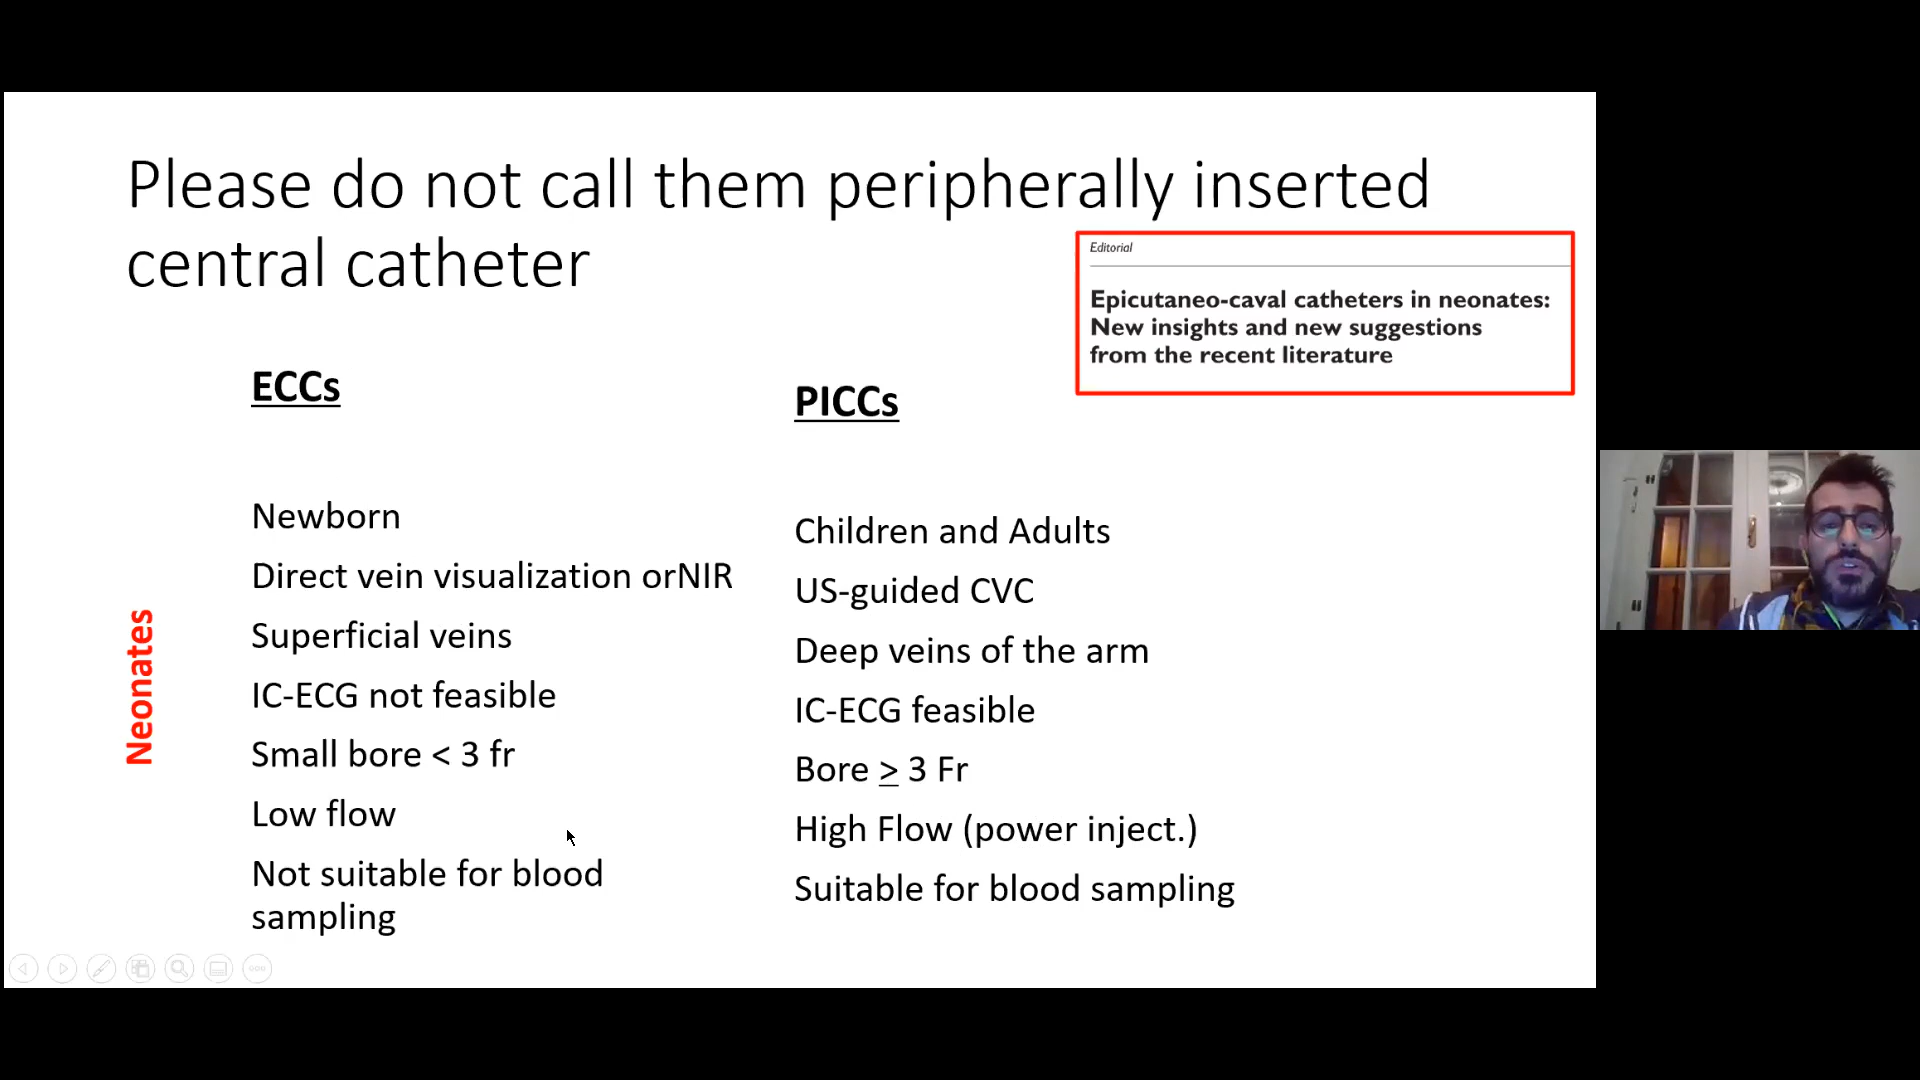 Please do not call them peripherally inserted
central catheter
Editorial
Epicutaneo-caval catheters in neonates:
New insights and new suggestions
from the recent literature
Neonates
ECCs
Newborn
Direct vein visualization orNIR
Superficial veins
IC-ECG not feasible
Small bore < 3 fr
Low flow
Not suitable for blood
sampling
PICCs
Children and Adults
US-guided CVC
Deep veins of the arm
IC-ECG feasible
Bore ≥ 3 Fr
High Flow (power inject.)
Suitable for blood sampling